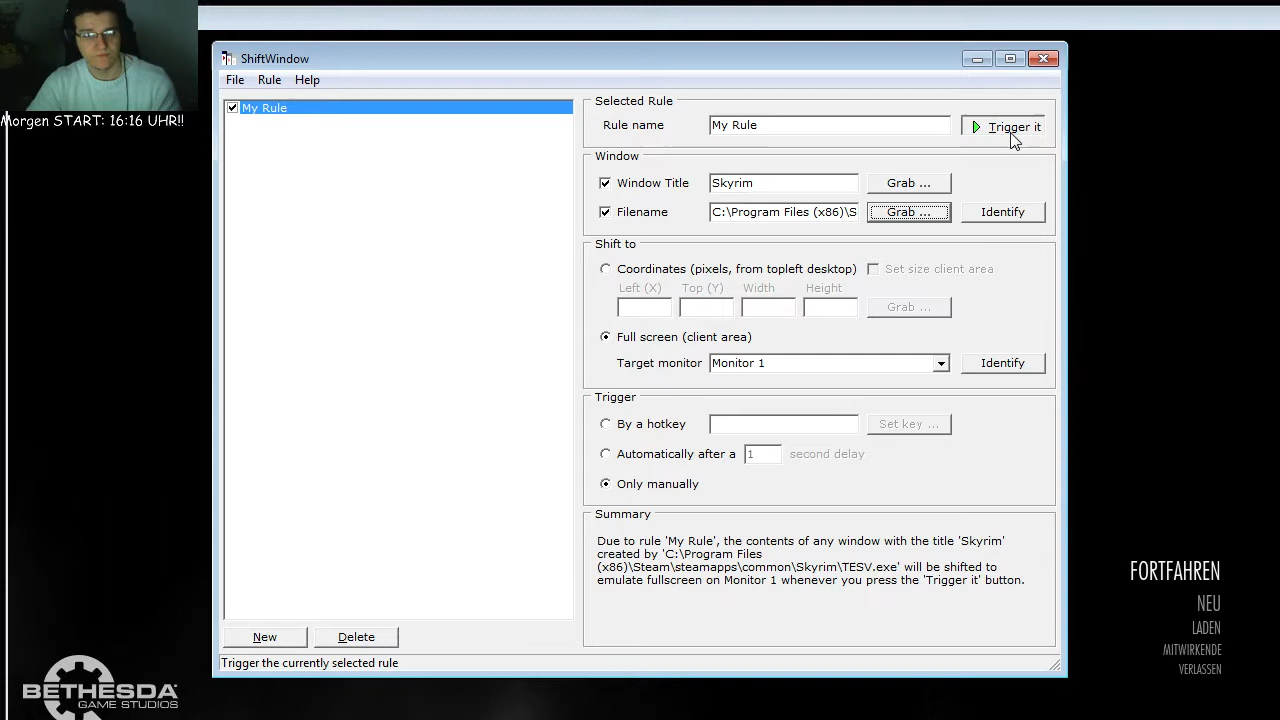 ShiftWindow
File Rule Help
My Rule
Selected Rule
Rule name My Rule Trigger it
Window
Window Title Skyrim Grab ...
Filename C:\Program Files (x86)\S Grab ... Identify
Shift to
Coordinates (pixels, from topleft desktop) Set size client area
Left (X) Top (Y) Width Height
Grab ...
Full screen (client area)
Target monitor Monitor 1 Identify
Trigger
By a hotkey Set key ...
Automatically after a 1 second delay
Only manually
Summary
Due to rule 'My Rule', the contents of any window with the title 'Skyrim'
created by 'C:\Program Files
(x86)\Steam\steamapps\common\Skyrim\TESV.exe' will be shifted to
emulate fullscreen on Monitor 1 whenever you press the 'Trigger it' button.
New Delete
Trigger the currently selected rule
Morgen START: 16:16 UHR!!
FORTFAHREN
NEU
LADEN
MITWIRKENDE
VERLASSEN
BETHESDA
GAME STUDIOS